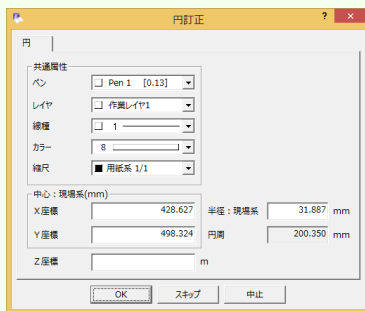 円訂正
? ×
円
共通属性
ペン Pen 1 [0.13]
レイヤ 作業レイヤ1
線種 1
カラー 8
縮尺 用紙系 1/1
中心:現場系(mm)
X座標 428.627 半径:現場系 31.887 mm
Y座標 498.324 円周 200.350 mm
Z座標 m
OK スキップ 中止